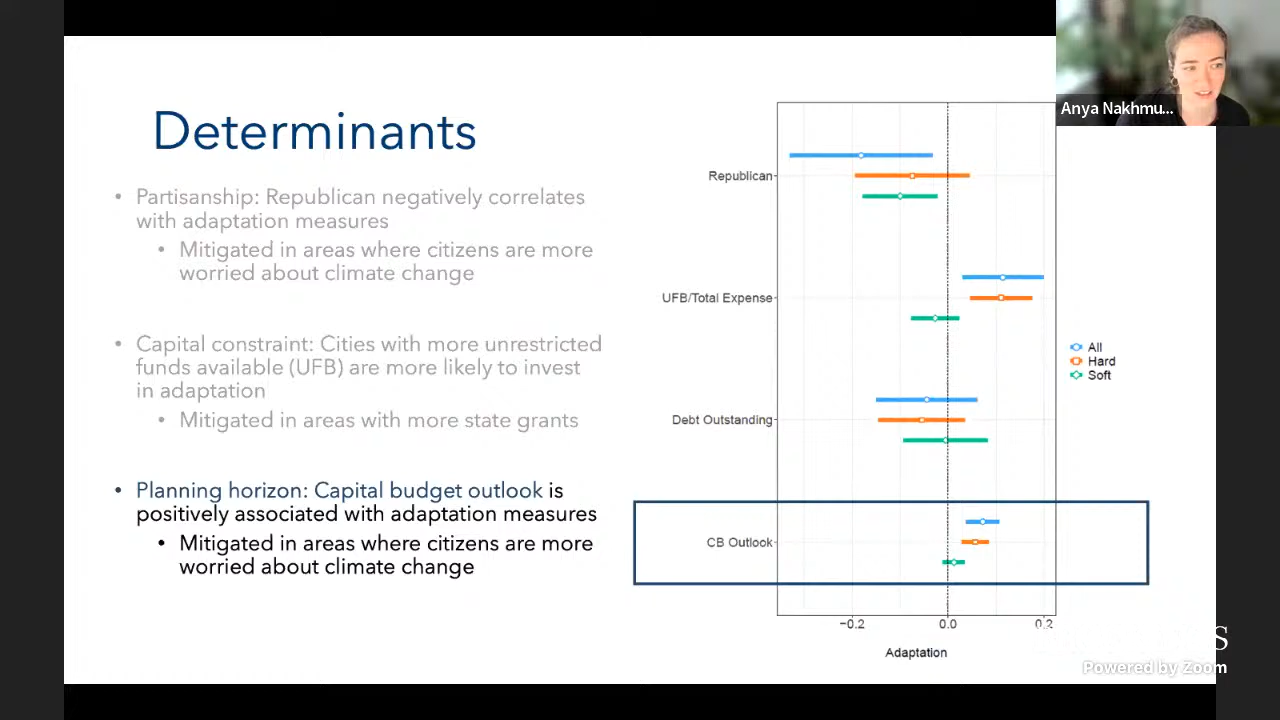 Determinants
• Partisanship: Republican negatively correlates
with adaptation measures
• Mitigated in areas where citizens are more
worried about climate change
• Capital constraint: Cities with more unrestricted
funds available (UFB) are more likely to invest
in adaptation
• Mitigated in areas with more state grants
• Planning horizon: Capital budget outlook is
positively associated with adaptation measures
• Mitigated in areas where citizens are more
worried about climate change
Republican
UFB/Total Expense
Debt Outstanding
CB Outlook
−0.2 0.0 0.2
Adaptation
All
Hard
Soft
Anya Nakhmu...
S
Powered by Zoom